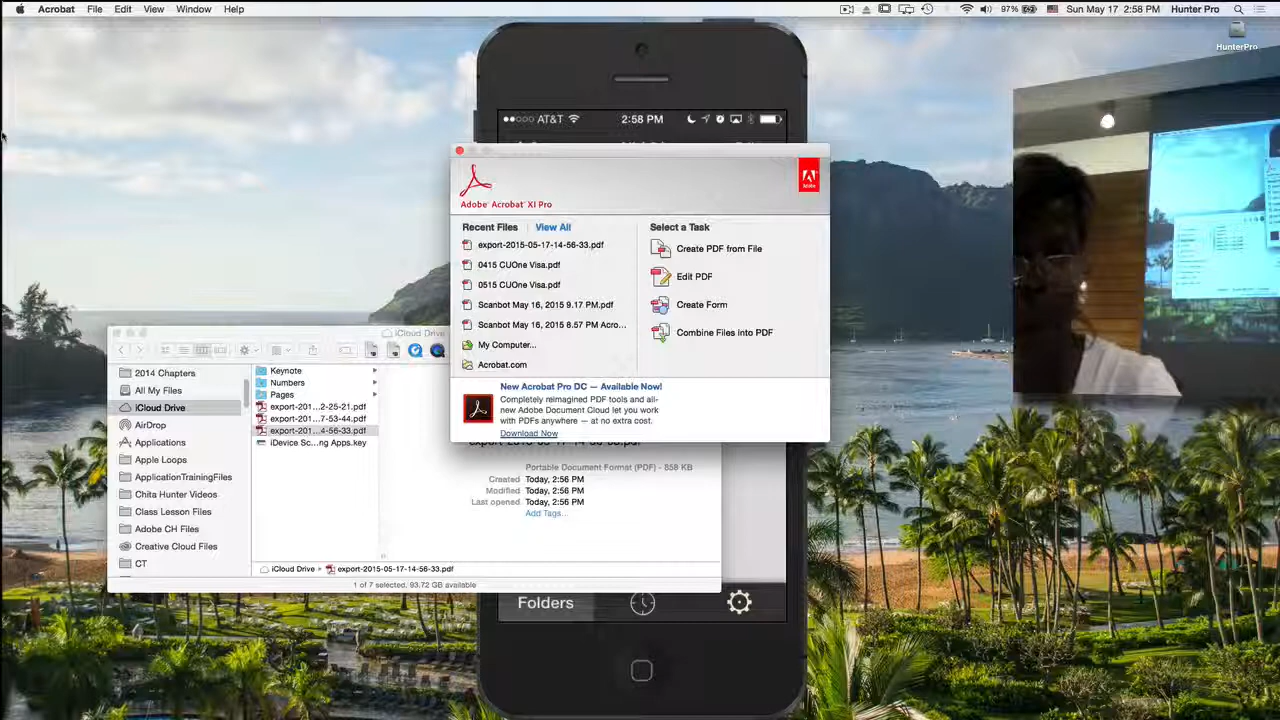 Acrobat File Edit View Window Help
97% Sun May 17 2:58 PM Hunter Pro
HunterPro
AT&T 2:58 PM
Adobe Acrobat XI Pro
Recent Files View All
export-2015-05-17-14-56-33.pdf
0415 CUOne Visa.pdf
0515 CUOne Visa.pdf
Scanbot May 16, 2015 9.17 PM.pdf
Scanbot May 16, 2015 8.57 PM Acro...
My Computer...
Acrobat.com
Select a Task
Create PDF from File
Edit PDF
Create Form
Combine Files into PDF
New Acrobat Pro DC — Available Now!
Completely reimagined PDF tools and all-
new Adobe Document Cloud let you work
with PDFs anywhere — at no extra cost.
Download Now
iCloud Drive
2014 Chapters
All My Files
iCloud Drive
AirDrop
Applications
Apple Loops
ApplicationTrainingFiles
Chita Hunter Videos
Class Lesson Files
Adobe CH Files
Creative Cloud Files
CT
Keynote
Numbers
Pages
export-201...2-25-21.pdf
export-201...7-53-44.pdf
export-201...4-56-33.pdf
iDevice Sc...ng Apps.key
Portable Document Format (PDF) - 858 KB
Created Today, 2:56 PM
Modified Today, 2:56 PM
Last opened Today, 2:56 PM
Add Tags...
iCloud Drive export-2015-05-17-14-56-33.pdf
1 of 7 selected, 93.72 GB available
Folders